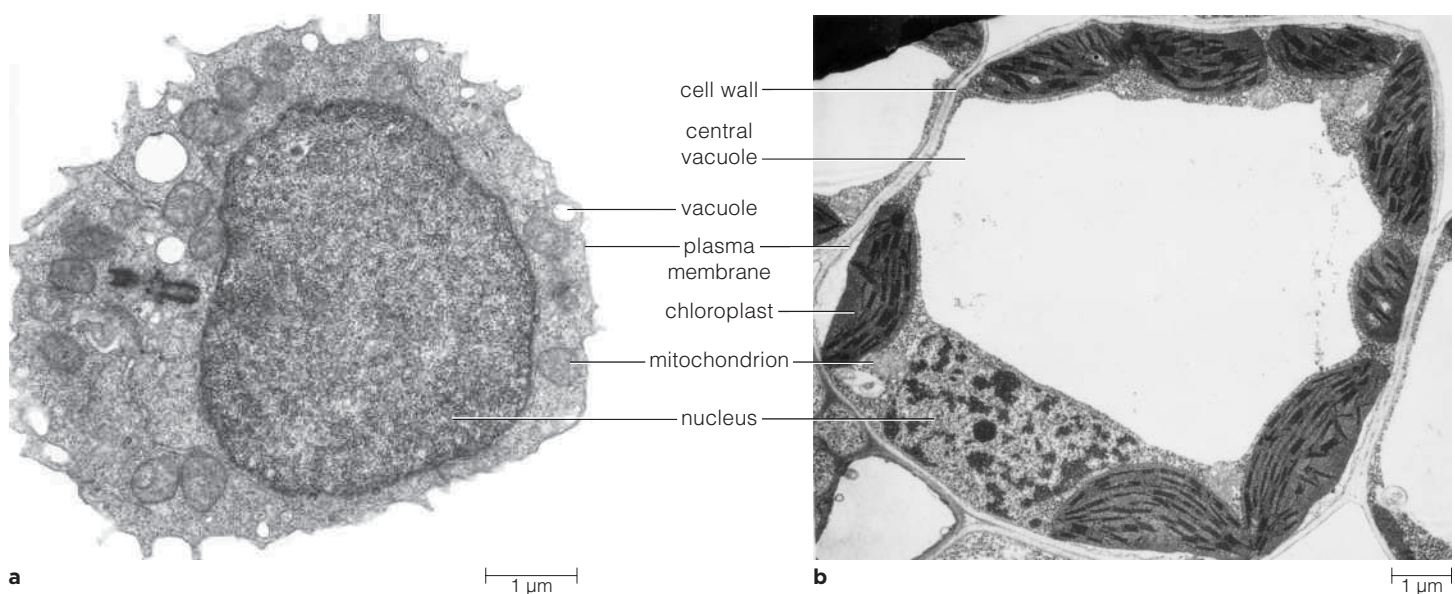 cell wall
central
vacuole
vacuole
plasma
membrane
chloroplast
mitochondrion
nucleus
a
1 µm
b
1 µm